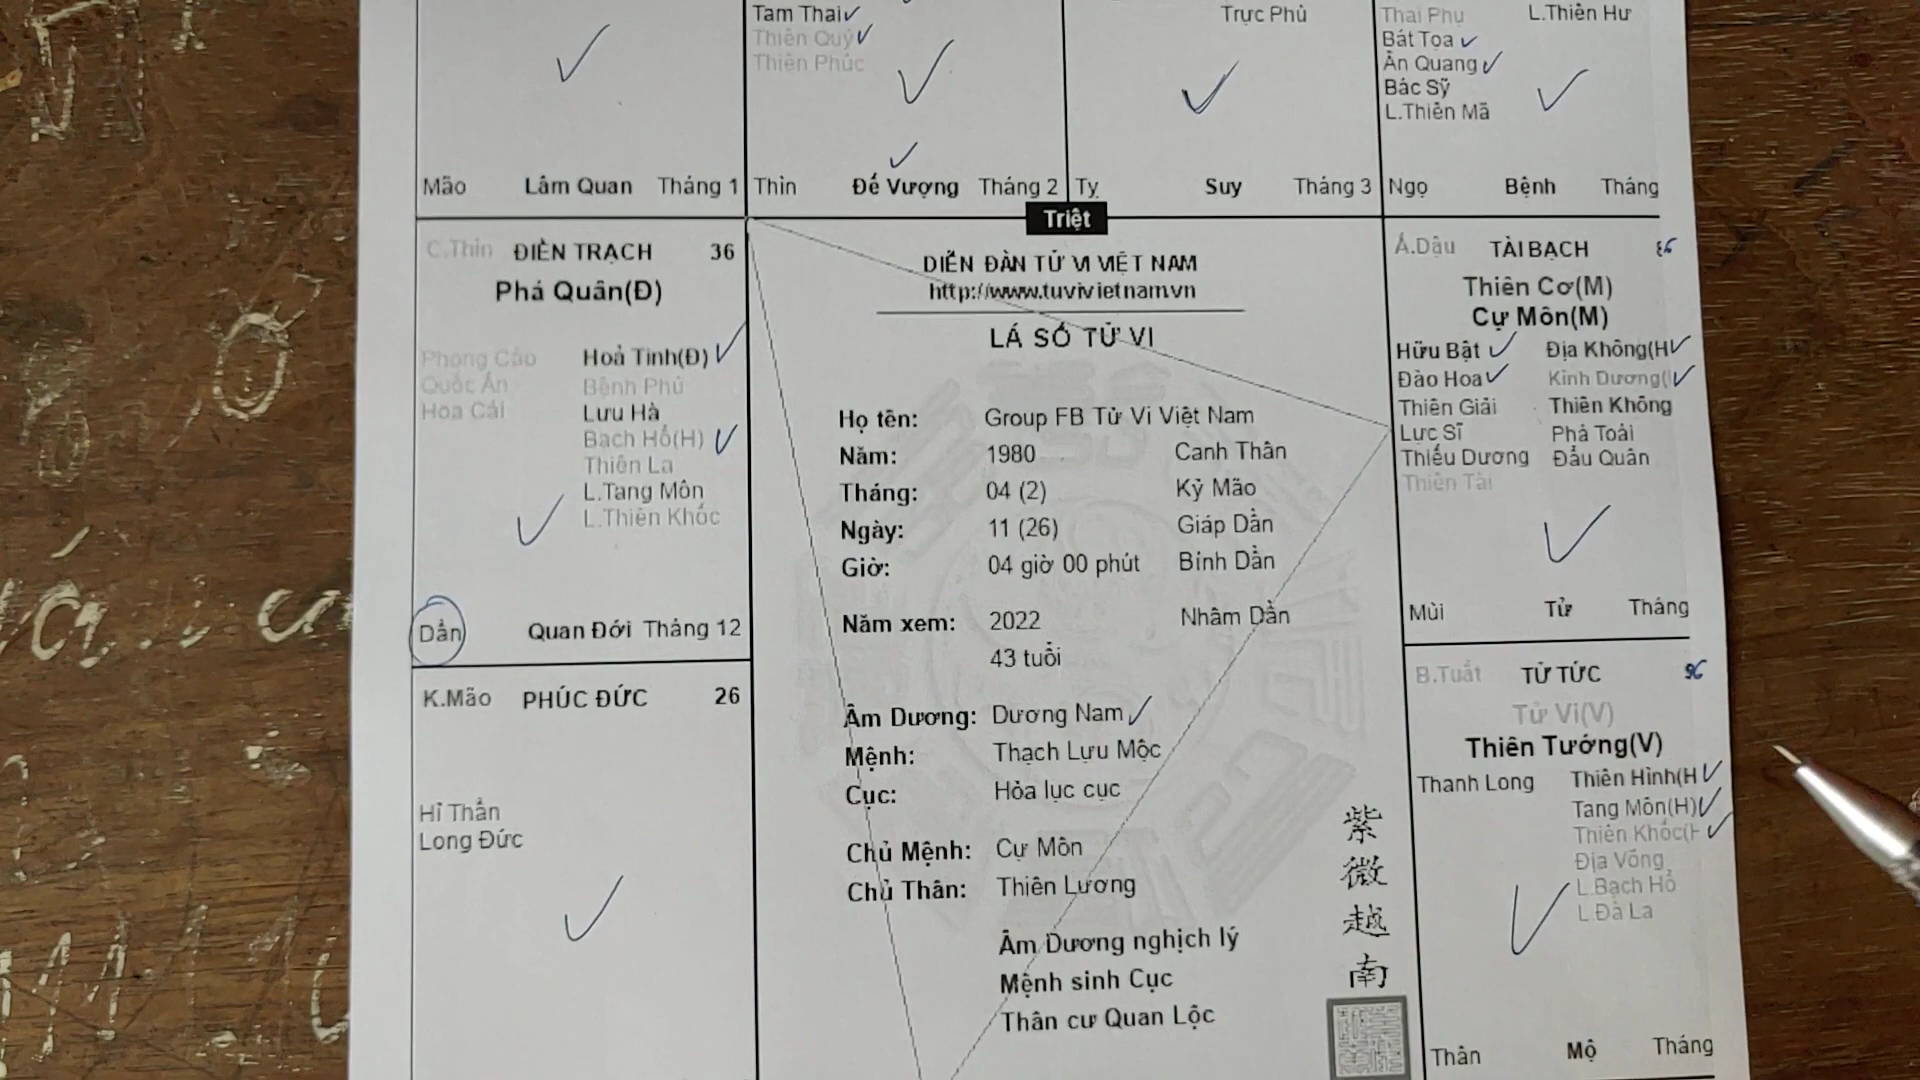 Tam Thai
Thiên Quý
Thiên Phúc
Trực Phù
Thai Phụ
L.Thiên Hư
Bát Tọa
Ân Quang
Bác Sỹ
L.Thiên Mã
Mão Lâm Quan Tháng 1
Thìn Đế Vượng Tháng 2
Tỵ Suy Tháng 3
Ngọ Bệnh Tháng
Triệt
C.Thìn ĐIỀN TRẠCH 36
Phá Quân(Đ)
Phong Cáo
Quốc Ấn
Hoa Cái
Hoả Tinh(Đ)
Bệnh Phù
Lưu Hà
Bạch Hổ(H)
Thiên La
L.Tang Môn
L.Thiên Khốc
Dần Quan Đới Tháng 12
K.Mão PHÚC ĐỨC 26
Hỉ Thần
Long Đức
DIỄN ĐÀN TỬ VI VIỆT NAM
http://www.tuvivietnam.vn
LÁ SỐ TỬ VI
Họ tên: Group FB Tử Vi Việt Nam
Năm: 1980 Canh Thân
Tháng: 04 (2) Kỷ Mão
Ngày: 11 (26) Giáp Dần
Giờ: 04 giờ 00 phút Bính Dần
Năm xem: 2022 Nhâm Dần
43 tuổi
Âm Dương: Dương Nam
Mệnh: Thạch Lựu Mộc
Cục: Hỏa lục cục
Chủ Mệnh: Cự Môn
Chủ Thân: Thiên Lương
Âm Dương nghịch lý
Mệnh sinh Cục
Thân cư Quan Lộc
紫
微
越
南
Á.Dậu TÀI BẠCH
Thiên Cơ(M)
Cự Môn(M)
Hữu Bật
Đào Hoa
Thiên Giải
Lực Sĩ
Thiếu Dương
Thiên Tài
Địa Không(H
Kình Dương(
Thiên Không
Phá Toái
Đẩu Quân
Mùi Tử Tháng
B.Tuất TỬ TỨC 96
Tử Vi(V)
Thiên Tướng(V)
Thanh Long
Thiên Hình(H
Tang Môn(H)
Thiên Khốc(H
Địa Võng
L.Bạch Hổ
L.Đà La
Thân Mộ Tháng